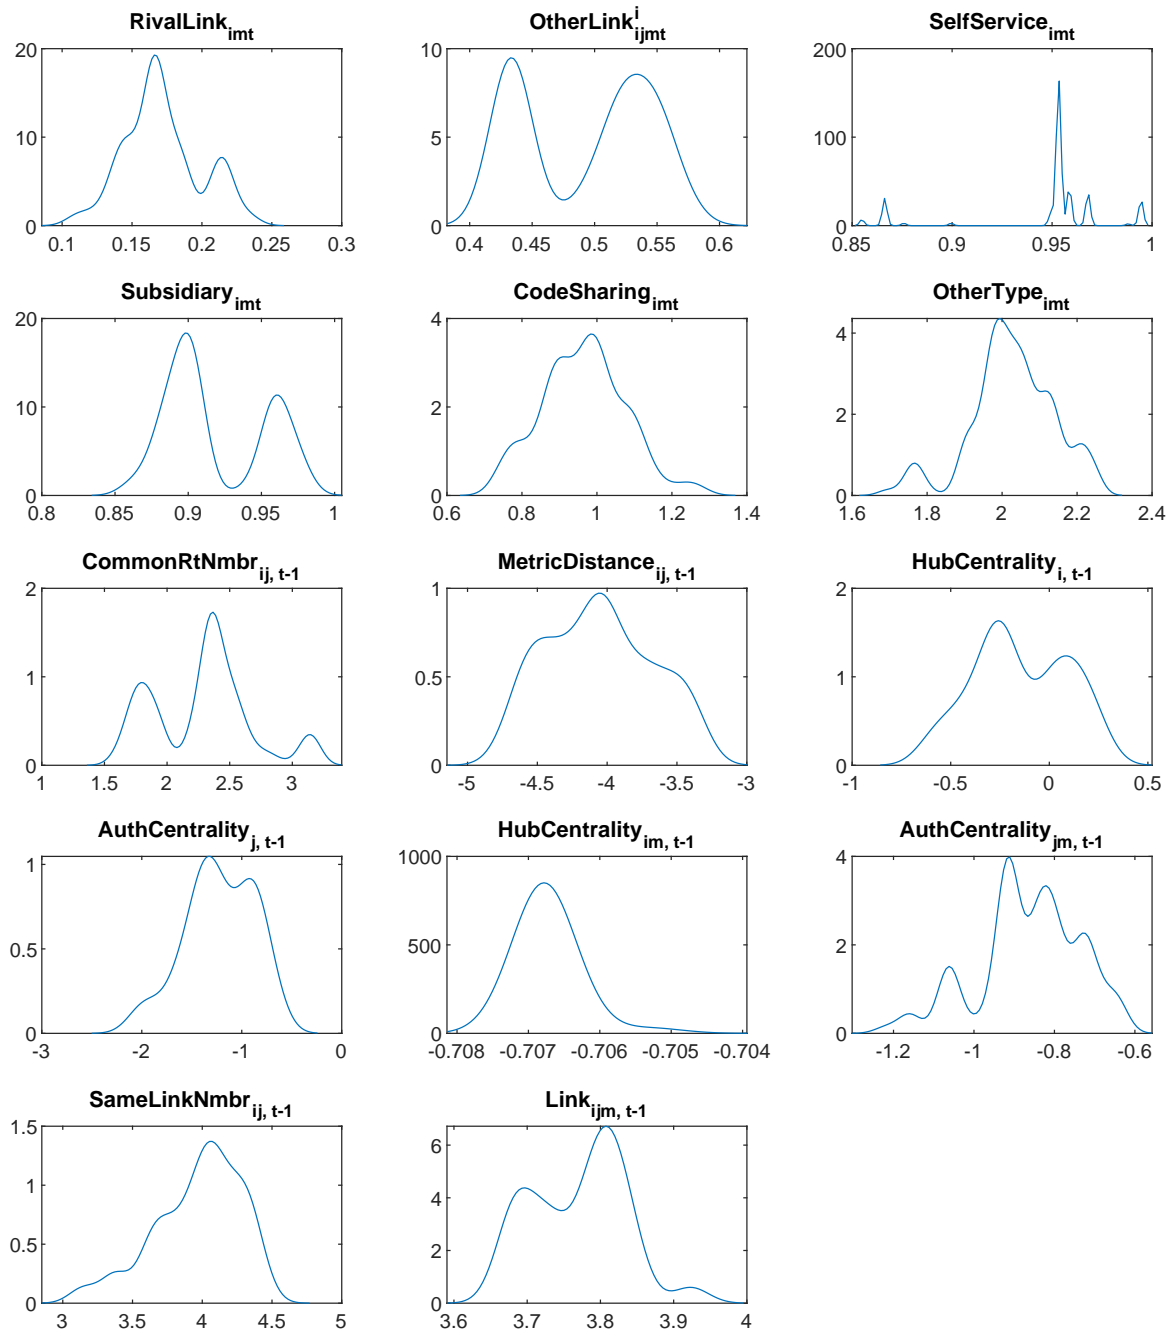 RivalLink_imt
20
10
0
0.1 0.15 0.2 0.25 0.3
OtherLink^i_ijmt
10
5
0
0.4 0.45 0.5 0.55 0.6
SelfService_imt
200
100
0
0.85 0.9 0.95 1
Subsidiary_imt
20
10
0
0.8 0.85 0.9 0.95 1
CodeSharing_imt
4
2
0
0.6 0.8 1 1.2 1.4
OtherType_imt
4
2
0
1.6 1.8 2 2.2 2.4
CommonRtNmbr_ij, t-1
2
1
0
1 1.5 2 2.5 3
MetricDistance_ij, t-1
1
0.5
0
-5 -4.5 -4 -3.5 -3
HubCentrality_i, t-1
2
1
0
-1 -0.5 0 0.5
AuthCentrality_j, t-1
1
0.5
0
-3 -2 -1 0
HubCentrality_im, t-1
1000
500
0
-0.708 -0.707 -0.706 -0.705 -0.704
AuthCentrality_jm, t-1
4
2
0
-1.2 -1 -0.8 -0.6
SameLinkNmbr_ij, t-1
1.5
1
0.5
0
3 3.5 4 4.5 5
Link_ijm, t-1
6
4
2
0
3.6 3.7 3.8 3.9 4